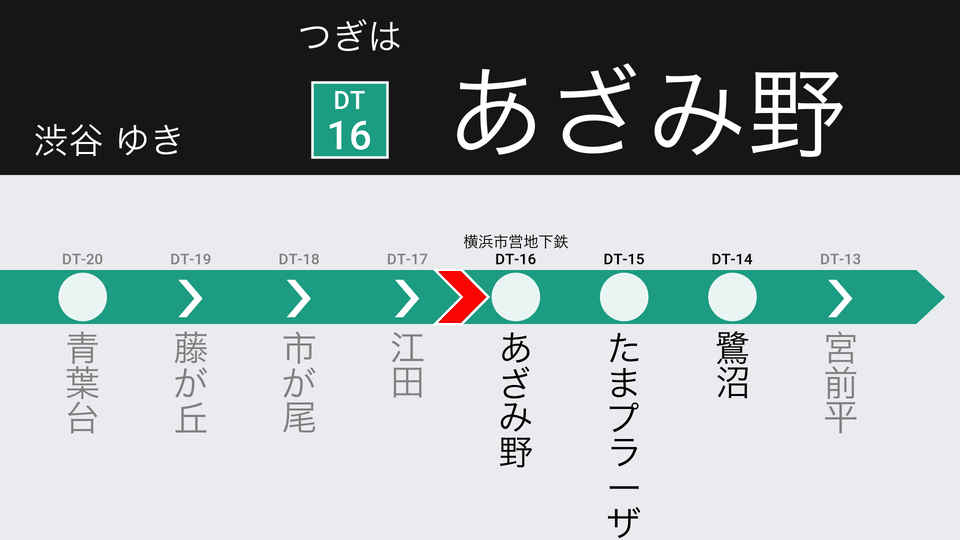 つぎは
DT
16
あざみ野
渋谷 ゆき
横浜市営地下鉄
DT-20
DT-19
DT-18
DT-17
DT-16
DT-15
DT-14
DT-13
青葉台
藤が丘
市が尾
江田
あざみ野
たまプラーザ
鷺沼
宮前平